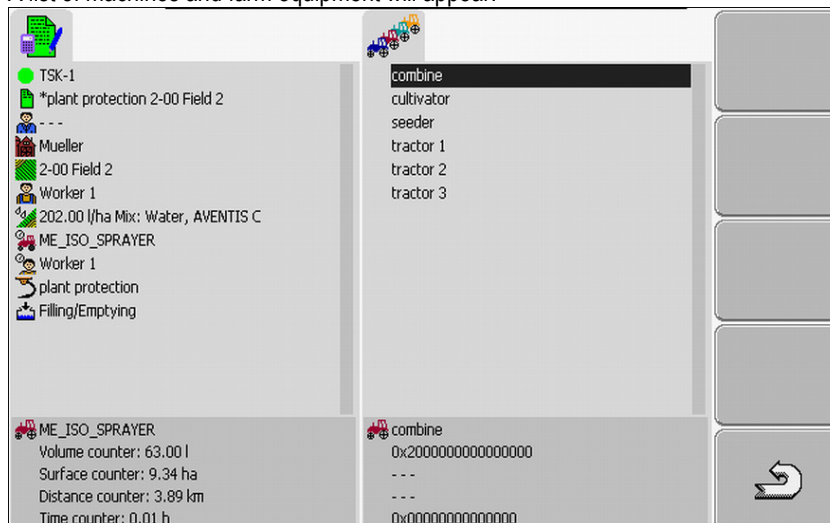 A list of machines and farm equipment will appear:
TSK-1
*plant protection 2-00 Field 2
---
Mueller
2-00 Field 2
Worker 1
202.00 l/ha Mix: Water, AVENTIS C
ME_ISO_SPRAYER
Worker 1
plant protection
Filling/Emptying
ME_ISO_SPRAYER
Volume counter: 63.00 l
Surface counter: 9.34 ha
Distance counter: 3.89 km
Time counter: 0.01 h
combine
cultivator
seeder
tractor 1
tractor 2
tractor 3
combine
0x2000000000000000
---
---
0x00000000000000